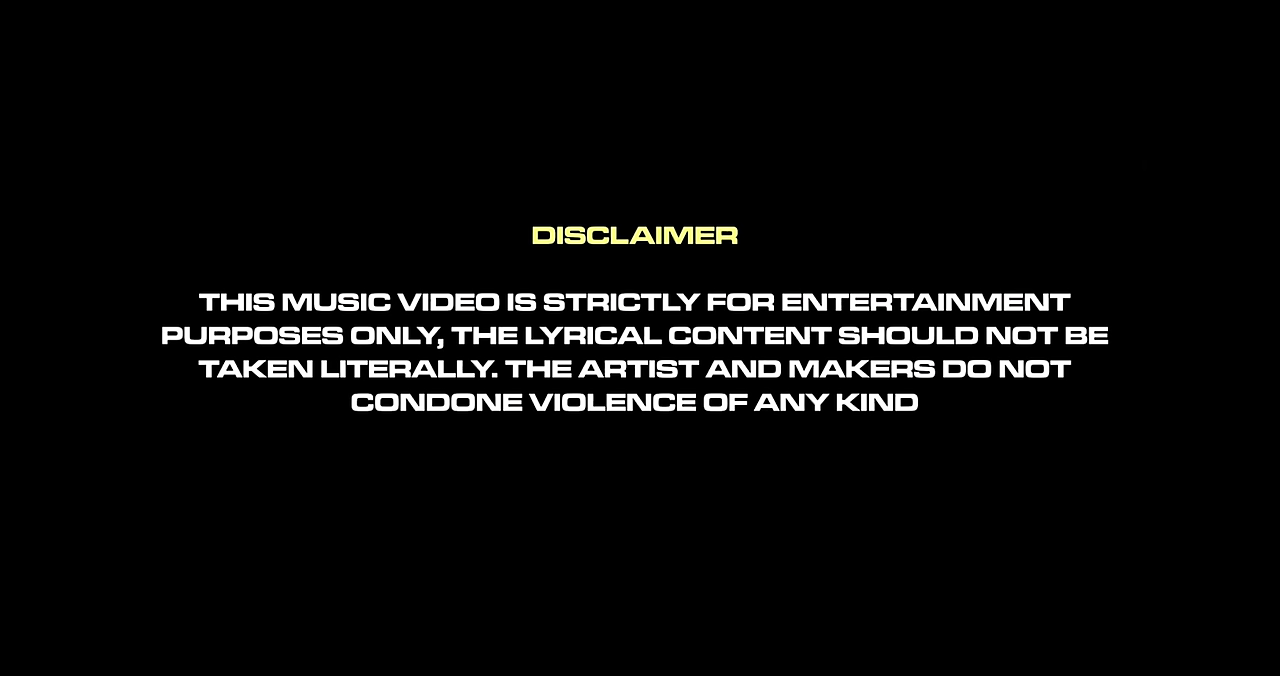 DISCLAIMER
THIS MUSIC VIDEO IS STRICTLY FOR ENTERTAINMENT
PURPOSES ONLY, THE LYRICAL CONTENT SHOULD NOT BE
TAKEN LITERALLY. THE ARTIST AND MAKERS DO NOT
CONDONE VIOLENCE OF ANY KIND